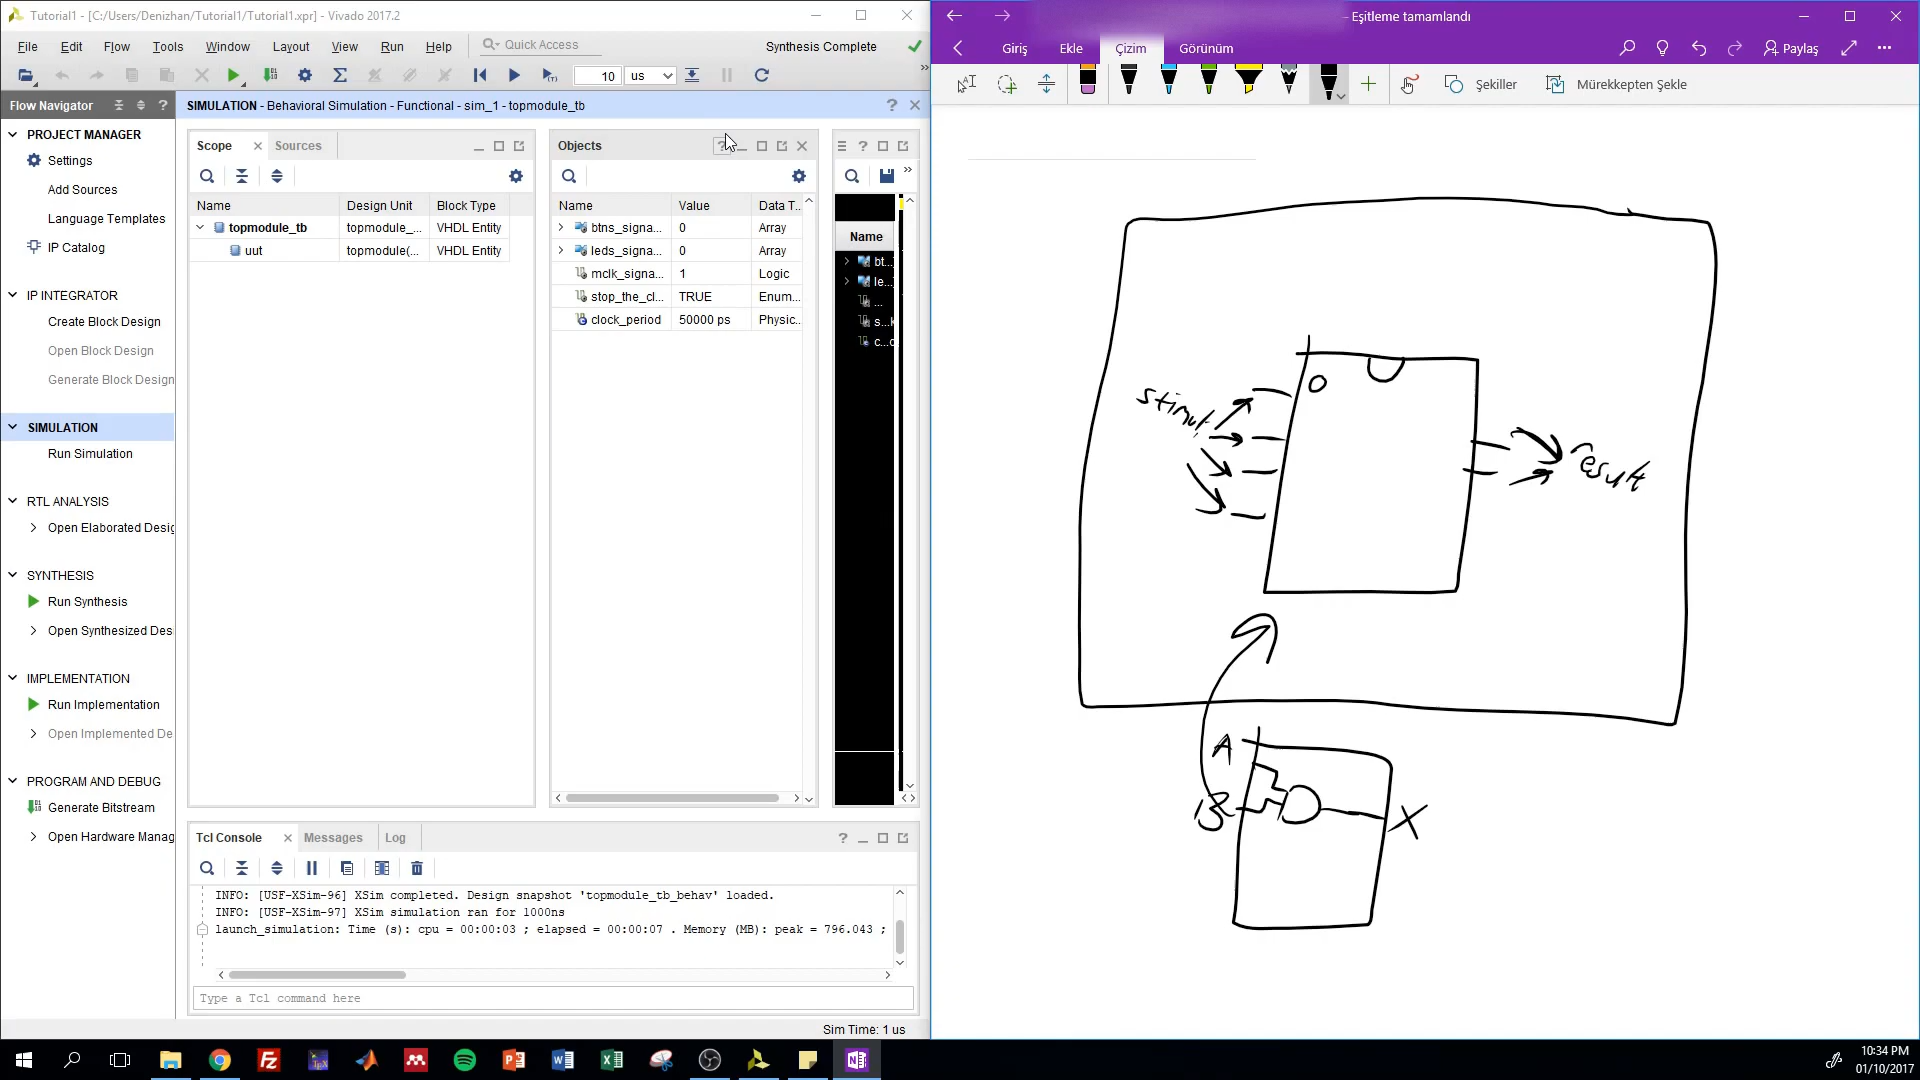 Tutorial1 - [C:/Users/Denizhan/Tutorial1/Tutorial1.xpr] - Vivado 2017.2
File Edit Flow Tools Window Layout View Run Help Quick Access Synthesis Complete
10 us
Flow Navigator
PROJECT MANAGER
Settings
Add Sources
Language Templates
IP Catalog
IP INTEGRATOR
Create Block Design
Open Block Design
Generate Block Design
SIMULATION
Run Simulation
RTL ANALYSIS
Open Elaborated Desig
SYNTHESIS
Run Synthesis
Open Synthesized Des
IMPLEMENTATION
Run Implementation
Open Implemented De
PROGRAM AND DEBUG
Generate Bitstream
Open Hardware Manag
SIMULATION - Behavioral Simulation - Functional - sim_1 - topmodule_tb
Scope Sources
Name Design Unit Block Type
topmodule_tb topmodule_... VHDL Entity
uut topmodule(... VHDL Entity
Objects
Name Value Data T...
btns_signa... 0 Array
leds_signa... 0 Array
mclk_signa... 1 Logic
stop_the_cl... TRUE Enum...
clock_period 50000 ps Physic...
Name
bt...
le...
...
s...k
c...
Tcl Console Messages Log
INFO: [USF-XSim-96] XSim completed. Design snapshot 'topmodule_tb_behav' loaded.
INFO: [USF-XSim-97] XSim simulation ran for 1000ns
launch_simulation: Time (s): cpu = 00:00:03 ; elapsed = 00:00:07 . Memory (MB): peak = 796.043 ;
Type a Tcl command here
Sim Time: 1 us
- Eşitleme tamamlandı
Giriş Ekle Çizim Görünüm Paylaş
Şekiller Mürekkepten Şekle
result
A
B
X
10:34 PM
01/10/2017